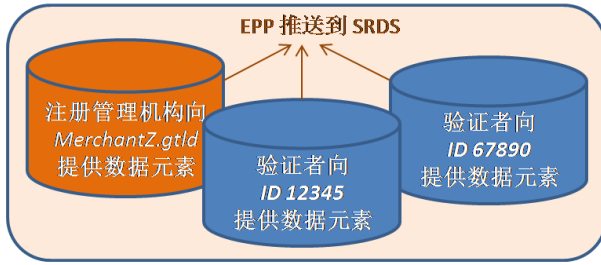 EPP 推送到 SRDS
注册管理机构向
MerchantZ.gtld
提供数据元素
验证者向
ID 12345
提供数据元素
验证者向
ID 67890
提供数据元素